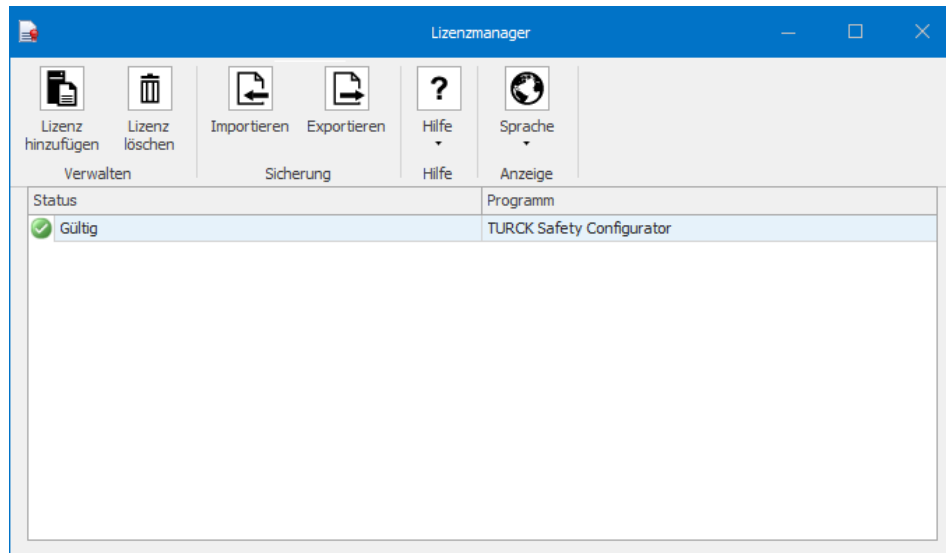 Lizenzmanager
Lizenz hinzufügen
Lizenz löschen
Importieren
Exportieren
?
Hilfe
Sprache
Verwalten
Sicherung
Hilfe
Anzeige
Status
Programm
Gültig
TURCK Safety Configurator